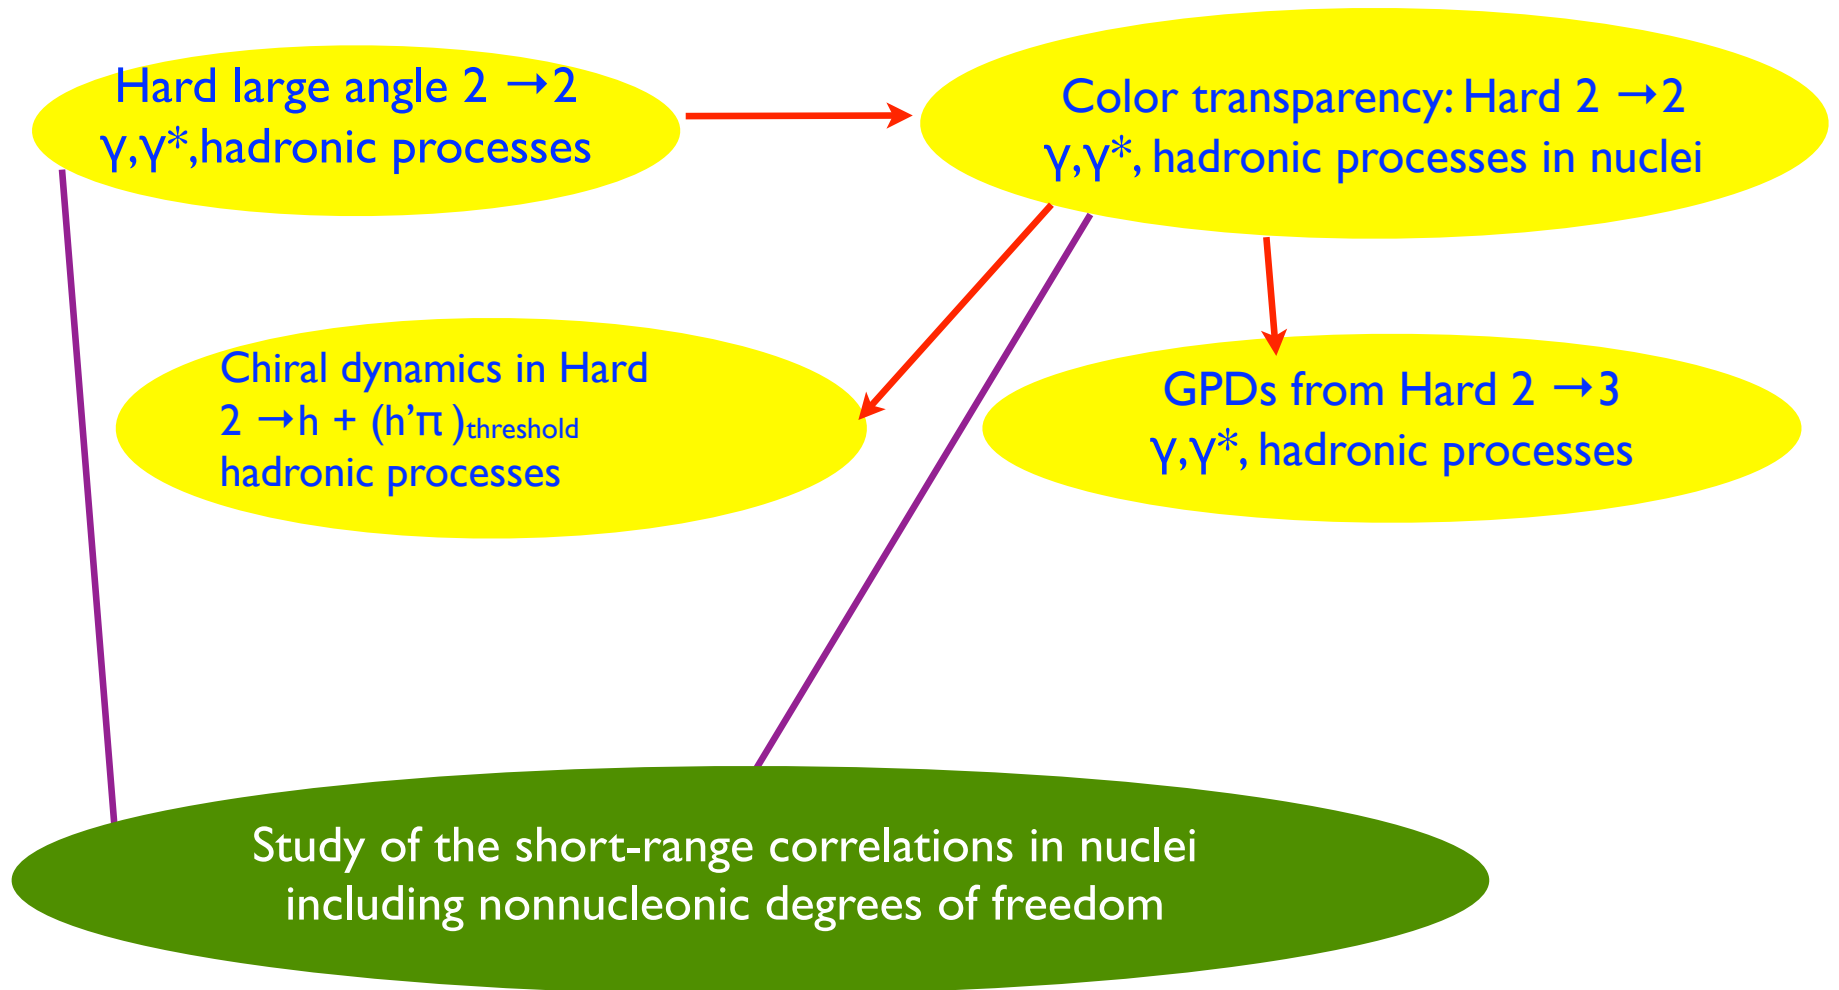 Hard large angle 2 →2
γ,γ*,hadronic processes
Color transparency: Hard 2 →2
γ,γ*, hadronic processes in nuclei
Chiral dynamics in Hard
2 →h + (h’π )threshold
hadronic processes
GPDs from Hard 2 →3
γ,γ*, hadronic processes
Study of the short-range correlations in nuclei
including nonnucleonic degrees of freedom